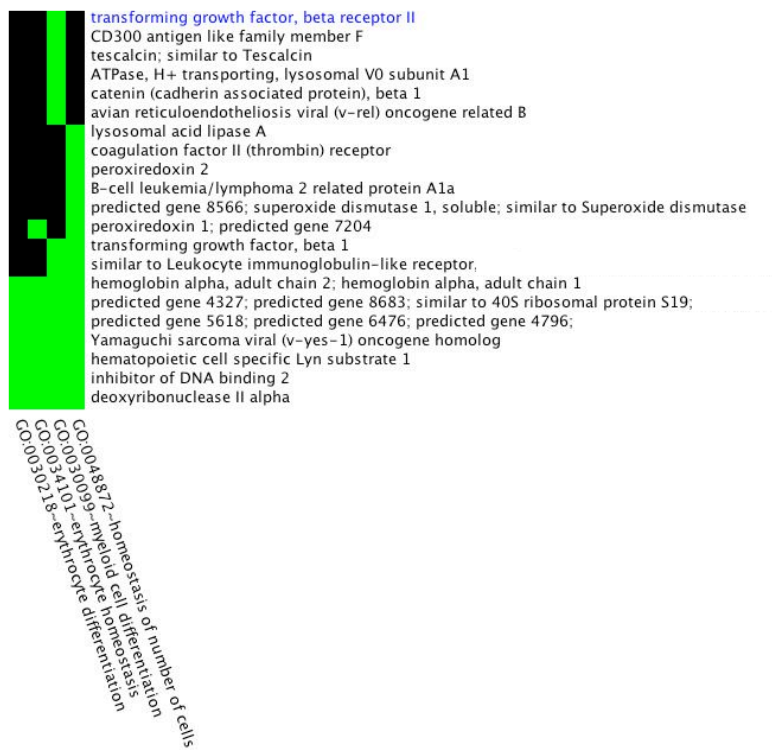 transforming growth factor, beta receptor II
CD300 antigen like family member F
tescalcin; similar to Tescalcin
ATPase, H+ transporting, lysosomal V0 subunit A1
catenin (cadherin associated protein), beta 1
avian reticuloendotheliosis viral (v-rel) oncogene related B
lysosomal acid lipase A
coagulation factor II (thrombin) receptor
peroxiredoxin 2
B-cell leukemia/lymphoma 2 related protein A1a
predicted gene 8566; superoxide dismutase 1, soluble; similar to Superoxide dismutase
peroxiredoxin 1; predicted gene 7204
transforming growth factor, beta 1
similar to Leukocyte immunoglobulin-like receptor,
hemoglobin alpha, adult chain 2; hemoglobin alpha, adult chain 1
predicted gene 4327; predicted gene 8683; similar to 40S ribosomal protein S19;
predicted gene 5618; predicted gene 6476; predicted gene 4796;
Yamaguchi sarcoma viral (v-yes-1) oncogene homolog
hematopoietic cell specific Lyn substrate 1
inhibitor of DNA binding 2
deoxyribonuclease II alpha
GO:0030218~erythrocyte differentiation
GO:0034101~erythrocyte homeostasis
GO:0030099~myeloid cell differentiation
GO:0048872~homeostasis of number of cells